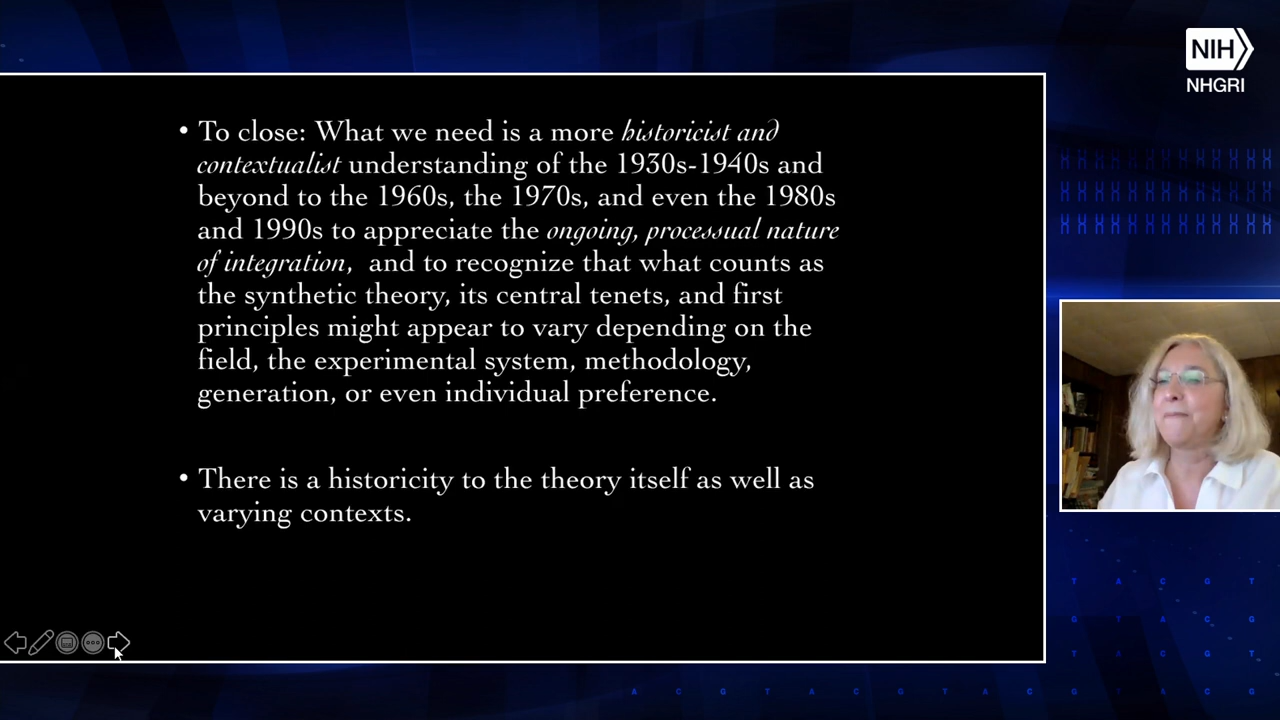 NIH
NHGRI
• To close: What we need is a more historicist and
contextualist understanding of the 1930s-1940s and
beyond to the 1960s, the 1970s, and even the 1980s
and 1990s to appreciate the ongoing, processual nature
of integration,  and to recognize that what counts as
the synthetic theory, its central tenets, and first
principles might appear to vary depending on the
field, the experimental system, methodology,
generation, or even individual preference.
• There is a historicity to the theory itself as well as
varying contexts.
T A C G T
G T A C G
T A C G T
A C G T A C G T A C G T A C G